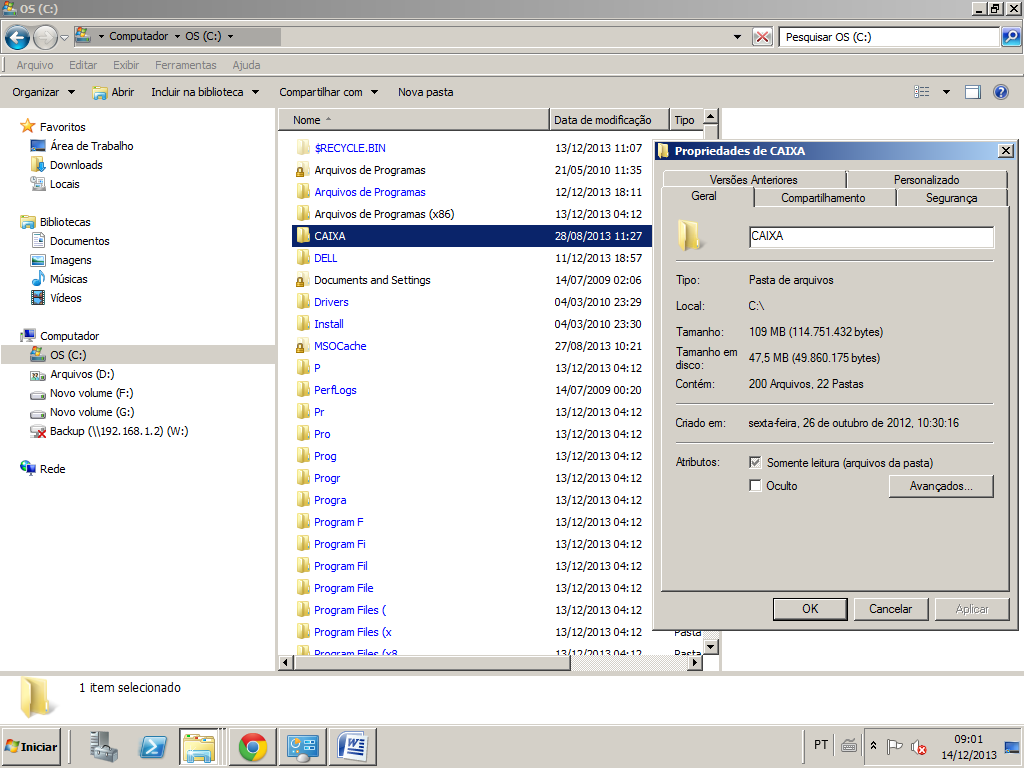 OS (C:)
Computador OS (C:)
Pesquisar OS (C:)
Arquivo Editar Exibir Ferramentas Ajuda
Organizar Abrir Incluir na biblioteca Compartilhar com Nova pasta
Favoritos
Área de Trabalho
Downloads
Locais
Bibliotecas
Documentos
Imagens
Músicas
Vídeos
Computador
OS (C:)
Arquivos (D:)
Novo volume (F:)
Novo volume (G:)
Backup (\\192.168.1.2) (W:)
Rede
Nome Data de modificação Tipo
$RECYCLE.BIN 13/12/2013 11:07
Arquivos de Programas 21/05/2010 11:35
Arquivos de Programas 12/12/2013 18:11
Arquivos de Programas (x86) 13/12/2013 04:12
CAIXA 28/08/2013 11:27
DELL 11/12/2013 18:57
Documents and Settings 14/07/2009 02:06
Drivers 04/03/2010 23:29
Install 04/03/2010 23:30
MSOCache 27/08/2013 10:21
P 13/12/2013 04:12
PerfLogs 14/07/2009 00:20
Pr 13/12/2013 04:12
Pro 13/12/2013 04:12
Prog 13/12/2013 04:12
Progr 13/12/2013 04:12
Progra 13/12/2013 04:12
Program F 13/12/2013 04:12
Program Fi 13/12/2013 04:12
Program Fil 13/12/2013 04:12
Program File 13/12/2013 04:12
Program Files ( 13/12/2013 04:12
Program Files (x 13/12/2013 04:12 Pasta
Program Files (x8 13/12/2013 04:12 Pasta
Propriedades de CAIXA
Versões Anteriores Personalizado
Geral Compartilhamento Segurança
CAIXA
Tipo: Pasta de arquivos
Local: C:\
Tamanho: 109 MB (114.751.432 bytes)
Tamanho em
disco: 47,5 MB (49.860.175 bytes)
Contém: 200 Arquivos, 22 Pastas
Criado em: sexta-feira, 26 de outubro de 2012, 10:30:16
Atributos: Somente leitura (arquivos da pasta)
Oculto Avançados...
OK Cancelar Aplicar
1 item selecionado
Iniciar
PT
09:01
14/12/2013